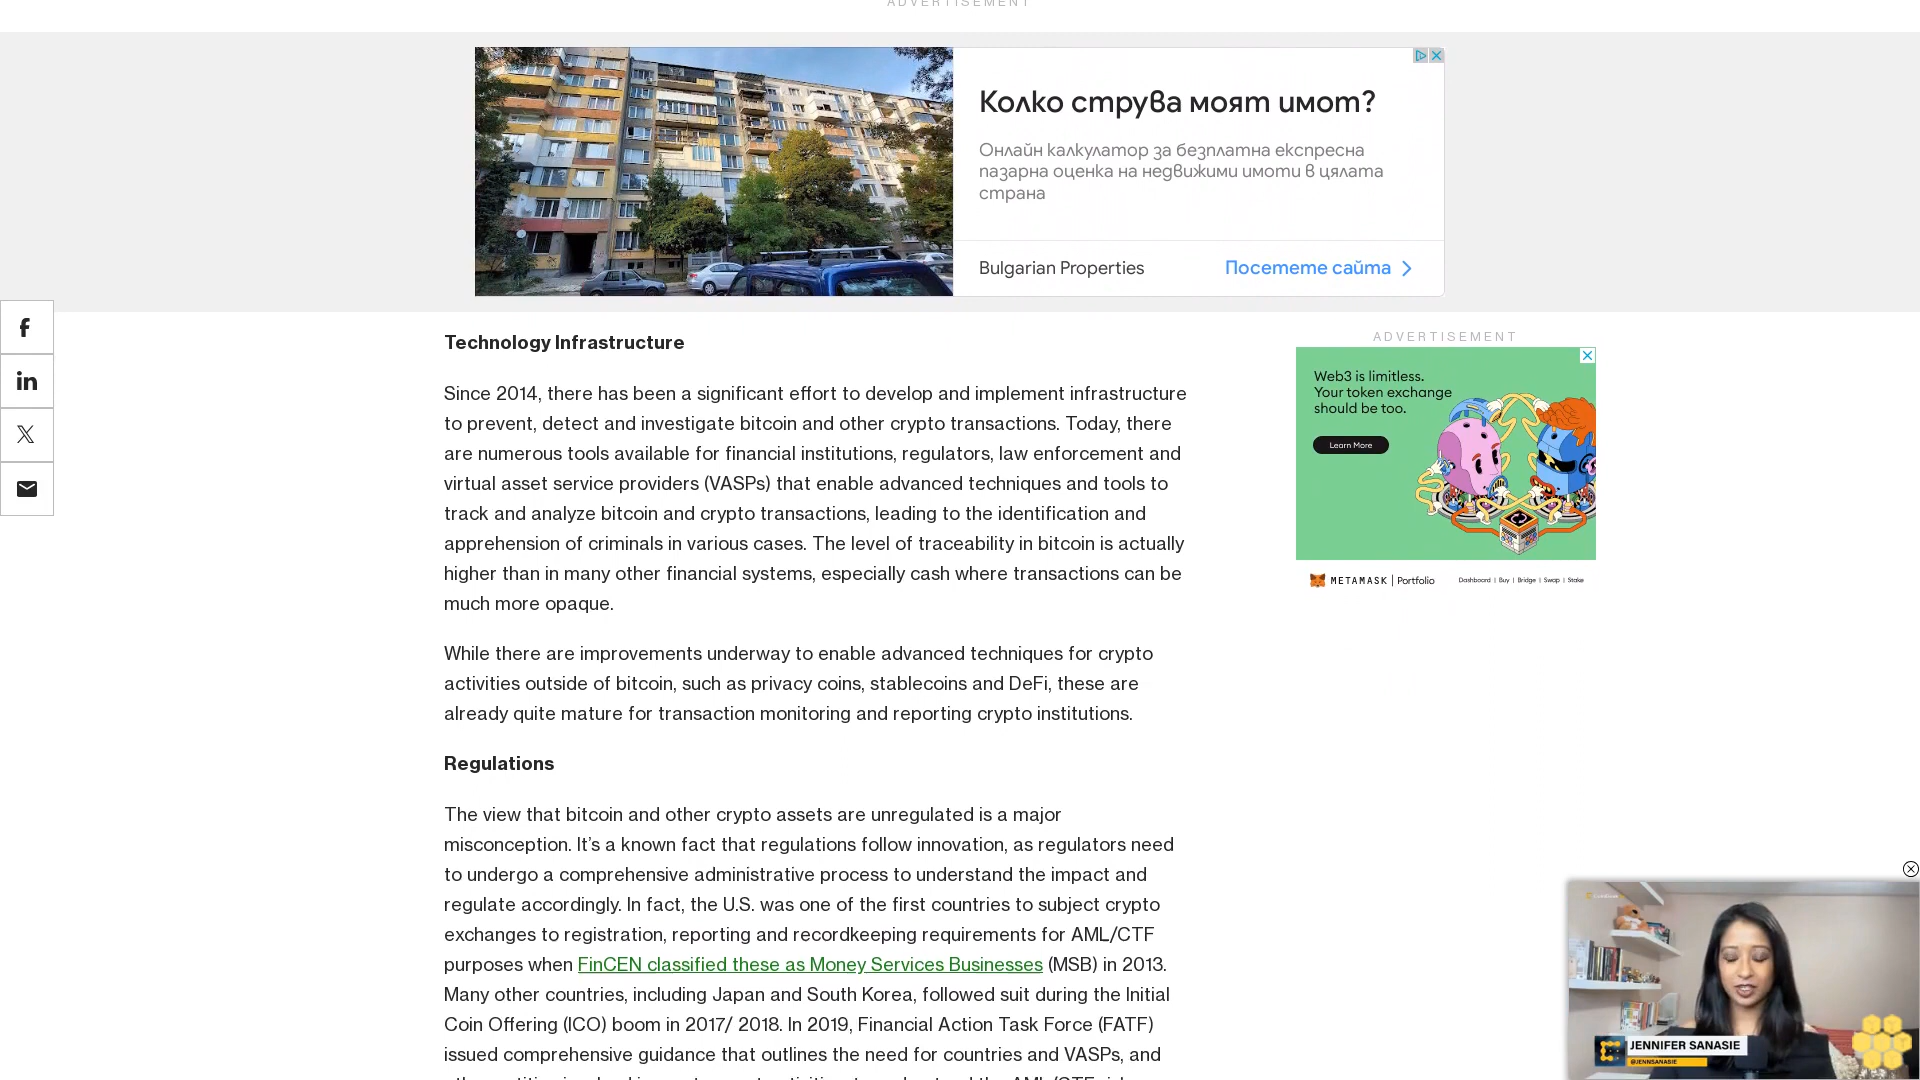 ADVERTISEMENT
Колко струва моят имот?
Онлайн калкулатор за безплатна експресна
пазарна оценка на недвижими имоти в цялата
страна
Bulgarian Properties
Посетете сайта
Technology Infrastructure
Since 2014, there has been a significant effort to develop and implement infrastructure
to prevent, detect and investigate bitcoin and other crypto transactions. Today, there
are numerous tools available for financial institutions, regulators, law enforcement and
virtual asset service providers (VASPs) that enable advanced techniques and tools to
track and analyze bitcoin and crypto transactions, leading to the identification and
apprehension of criminals in various cases. The level of traceability in bitcoin is actually
higher than in many other financial systems, especially cash where transactions can be
much more opaque.
While there are improvements underway to enable advanced techniques for crypto
activities outside of bitcoin, such as privacy coins, stablecoins and DeFi, these are
already quite mature for transaction monitoring and reporting crypto institutions.
Regulations
The view that bitcoin and other crypto assets are unregulated is a major
misconception. It’s a known fact that regulations follow innovation, as regulators need
to undergo a comprehensive administrative process to understand the impact and
regulate accordingly. In fact, the U.S. was one of the first countries to subject crypto
exchanges to registration, reporting and recordkeeping requirements for AML/CTF
purposes when FinCEN classified these as Money Services Businesses (MSB) in 2013.
Many other countries, including Japan and South Korea, followed suit during the Initial
Coin Offering (ICO) boom in 2017/ 2018. In 2019, Financial Action Task Force (FATF)
issued comprehensive guidance that outlines the need for countries and VASPs, and
ADVERTISEMENT
Web3 is limitless.
Your token exchange
should be too.
Learn More
METAMASK | Portfolio
Dashboard | Buy | Bridge | Swap | Stake
JENNIFER SANASIE
@JENNSANASIE